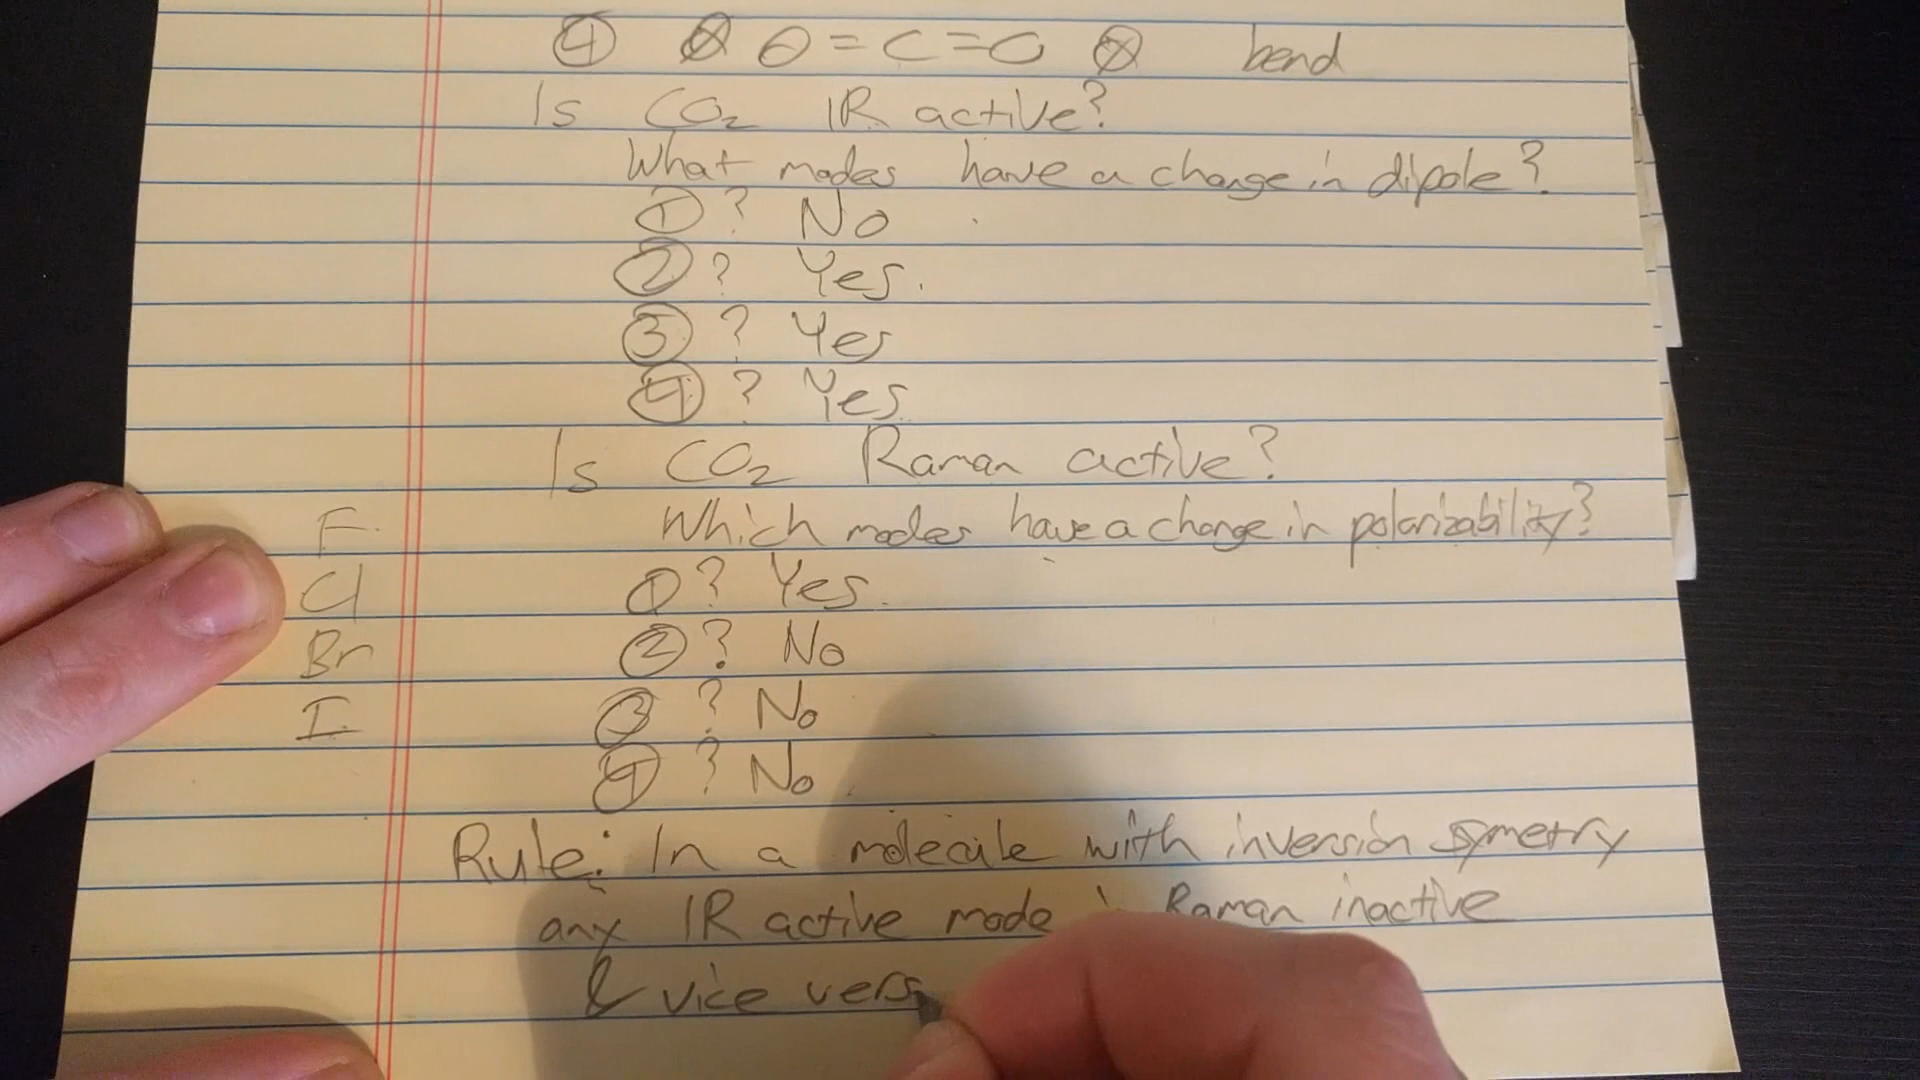 ④ ⊗ O=C=O ⊗ bend
Is CO₂ IR active?
What modes have a change in dipole?
①? No
②? Yes.
③? Yes
④? Yes
Is CO₂ Raman active?
F Which modes have a change in polarizability?
Cl ①? Yes.
Br ②? No
I ③? No
④? No
Rule: In a molecule with inversion symetry
any IR active mode Raman inactive
& vice vers